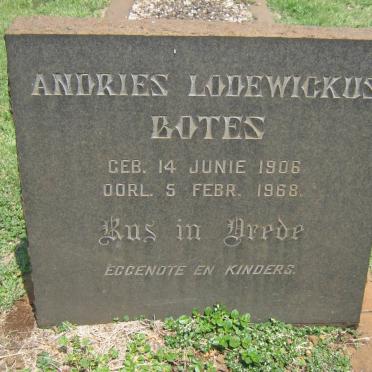 ANDRIES LODEWICKUS
BOTES
GEB. 14 JUNIE 1906
OORL. 5 FEBR. 1968.
Rus in Vrede
EGGENOTE EN KINDERS.